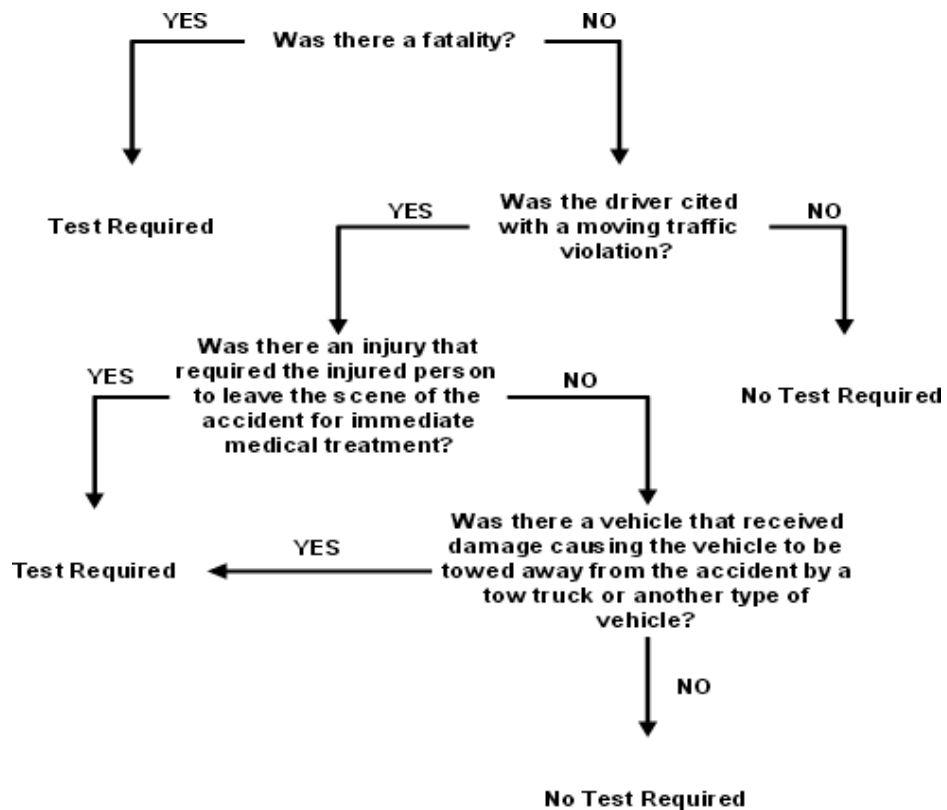 YES
Was there a fatality?
NO
Test Required
YES
Was the driver cited
with a moving traffic
violation?
NO
Was there an injury that
required the injured person
to leave the scene of the
accident for immediate
medical treatment?
YES
NO
No Test Required
Was there a vehicle that received
damage causing the vehicle to be
towed away from the accident by a
tow truck or another type of
vehicle?
YES
Test Required
NO
No Test Required